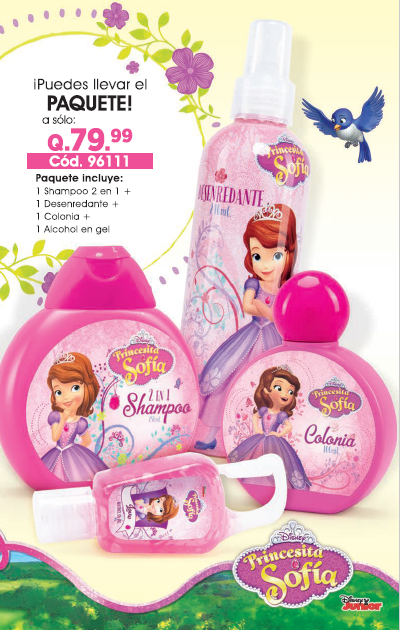 ¡Puedes llevar el
PAQUETE!
a sólo:
Q.79.99
Cód. 96111
Paquete incluye:
1 Shampoo 2 en 1 +
1 Desenredante +
1 Colonia +
1 Alcohol en gel
Princesita
Sofía
DESENREDANTE
Princesita
Sofía
2 IN 1
Shampoo
Princesita
Sofía
Colonia
Princesita
Sofía
DISNEY
Princesita
Sofía
Disney
Junior